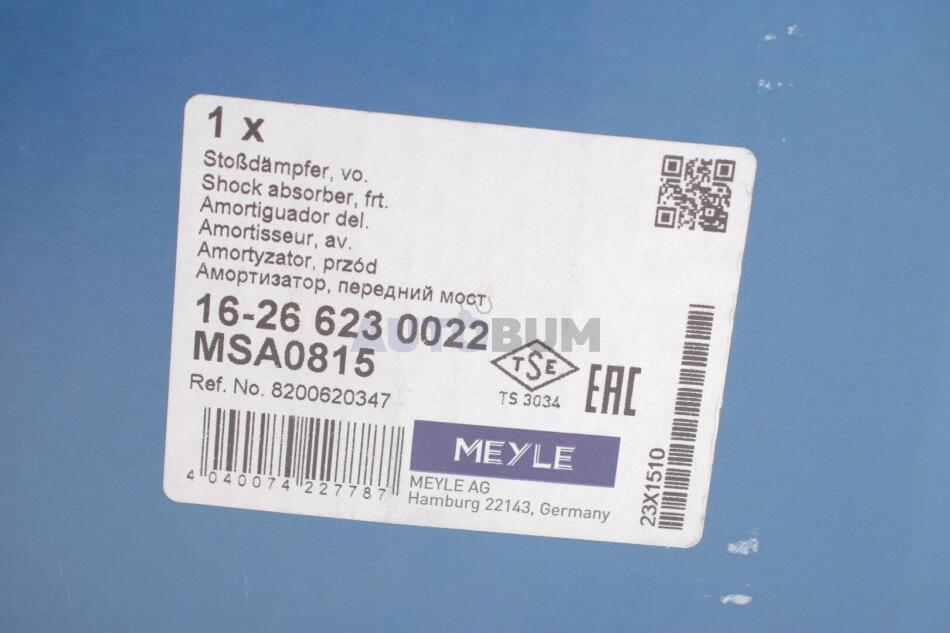 1 x
Stoßdämpfer, vo.
Shock absorber, frt.
Amortiguador del.
Amortisseur, av.
Amortyzator, przód
Амортизатор, передний мост
16-26 623 0022
MSA0815
AUTOBUM
Ref. No. 8200620347
TSE
TS 3034
EAC
4 040074 227787
MEYLE
MEYLE AG
Hamburg 22143, Germany
23X1510